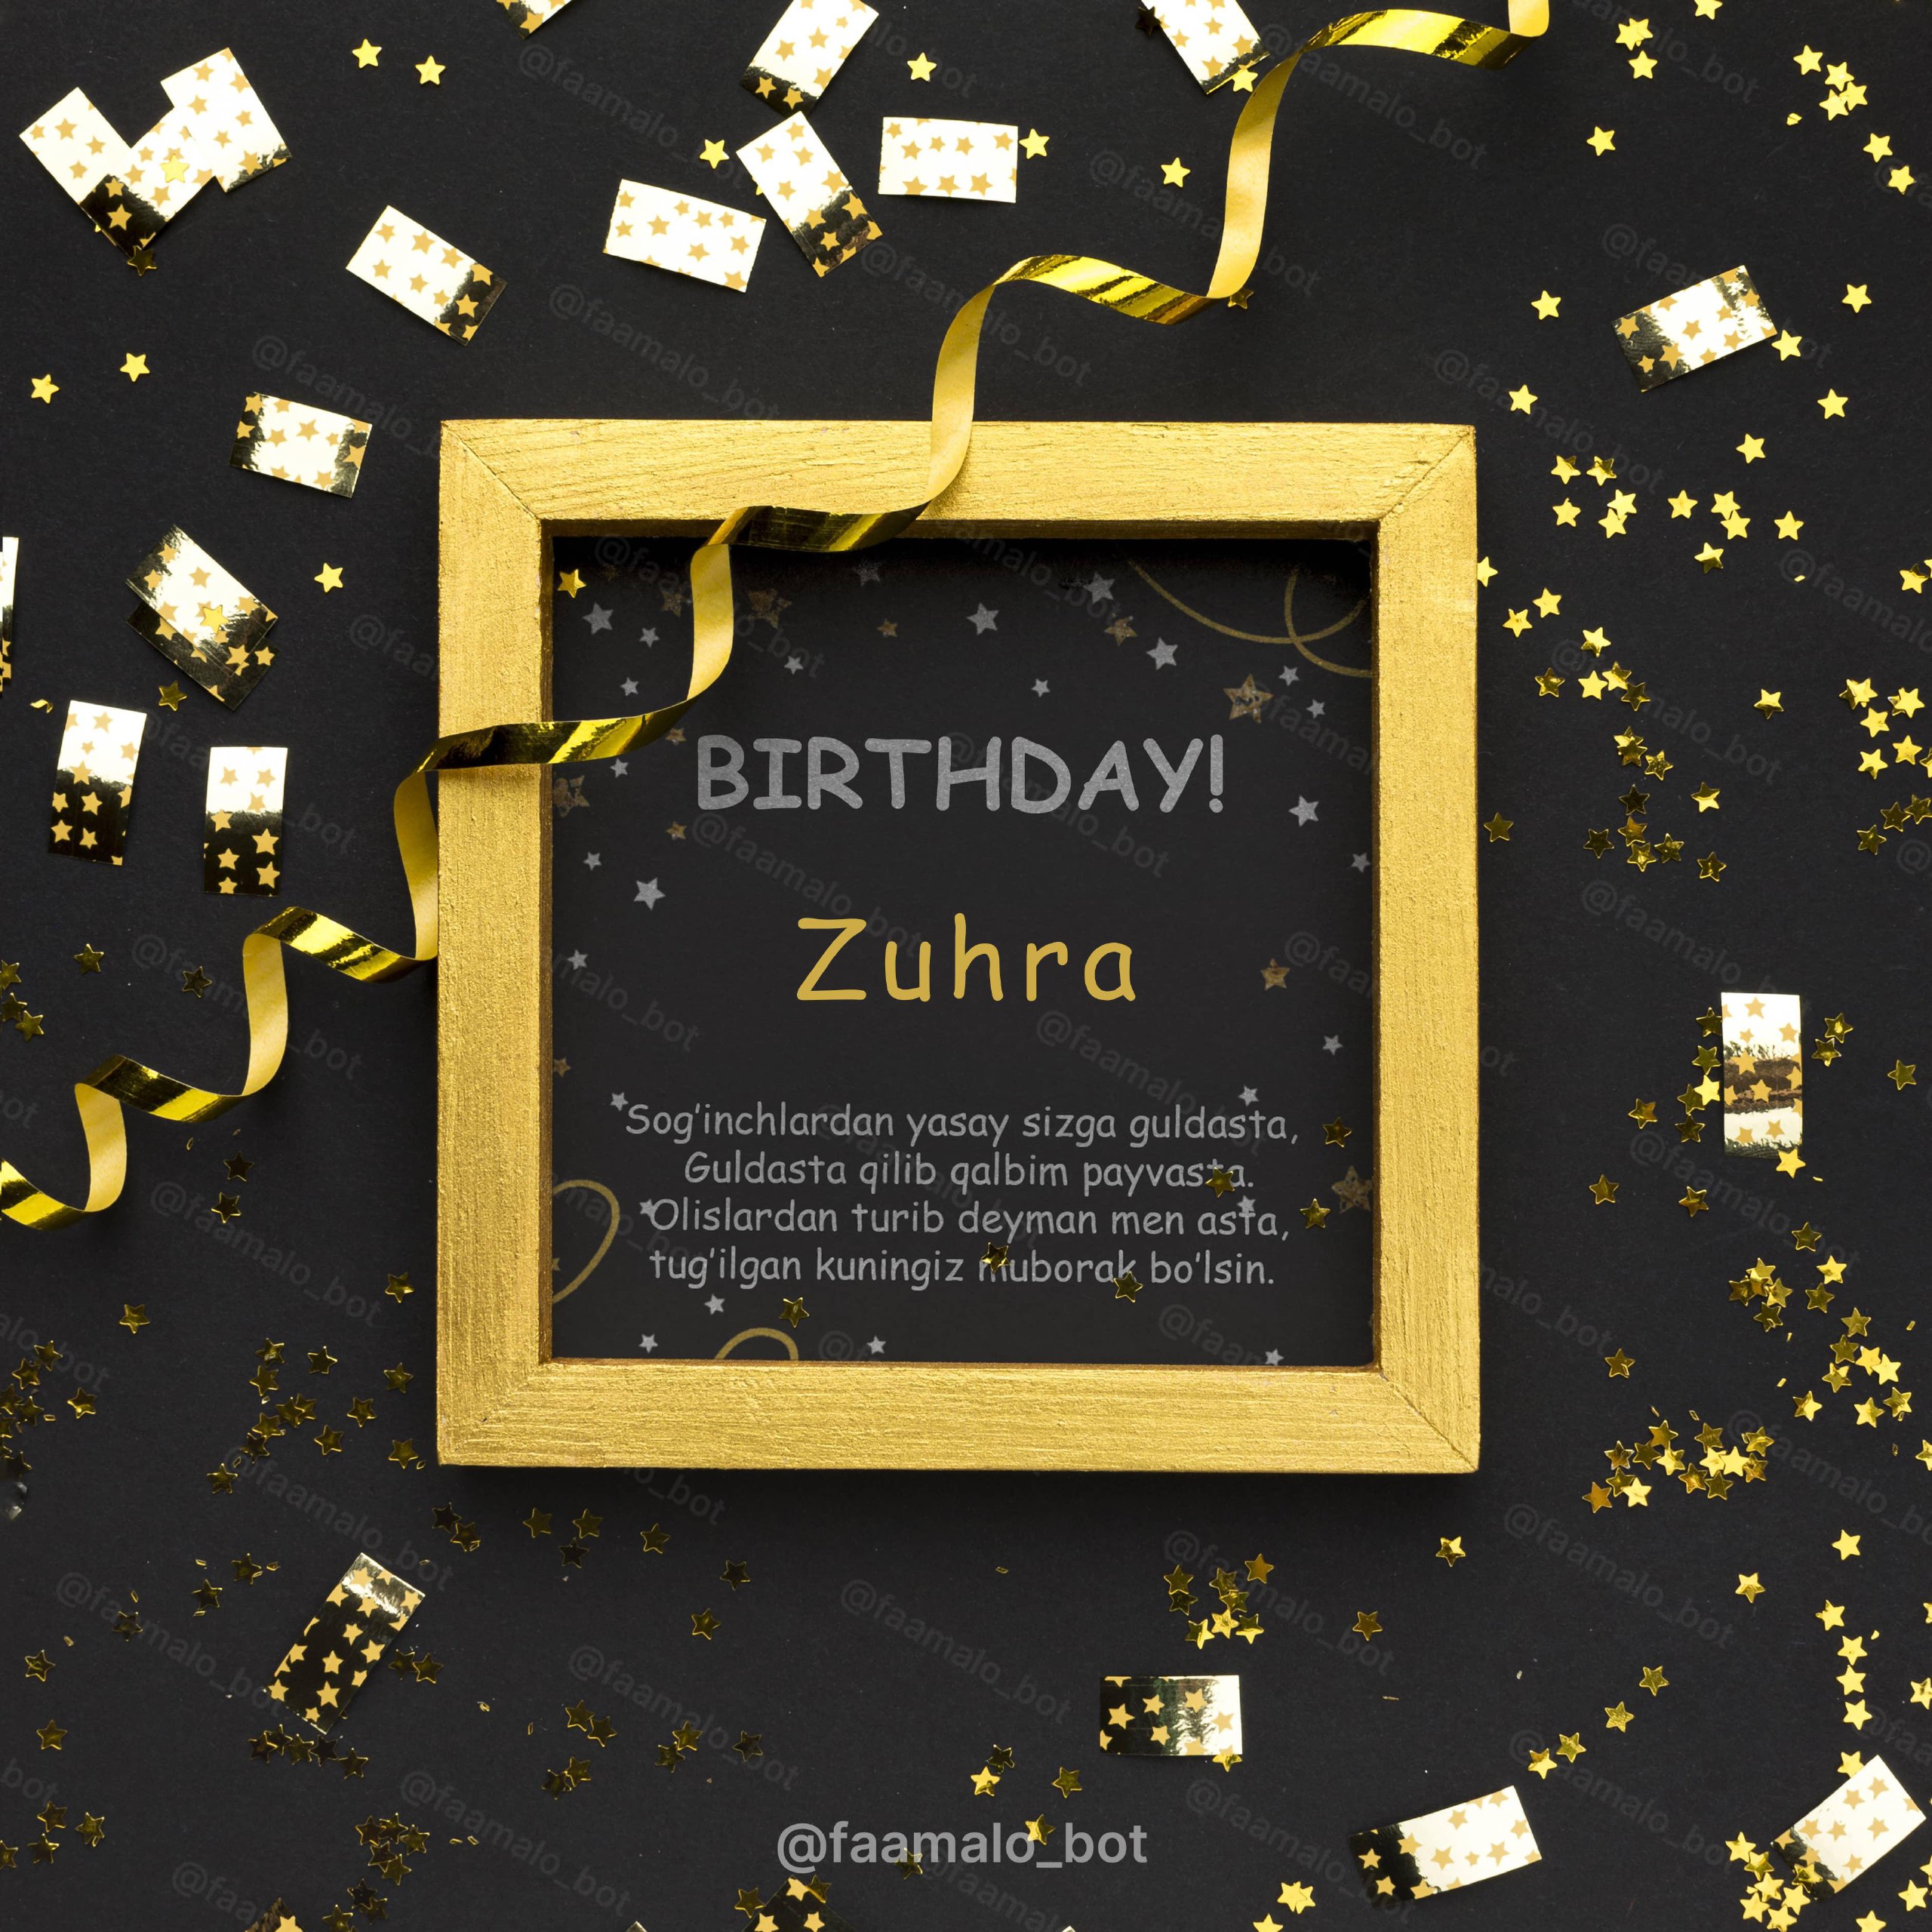 BIRTHDAY!
Zuhra
Sog'inchlardan yasay sizga guldasta,
Guldasta qilib qalbim payvasta.
Olislardan turib deyman men asta,
tug'ilgan kuningiz muborak bo'lsin.
@faamalo_bot